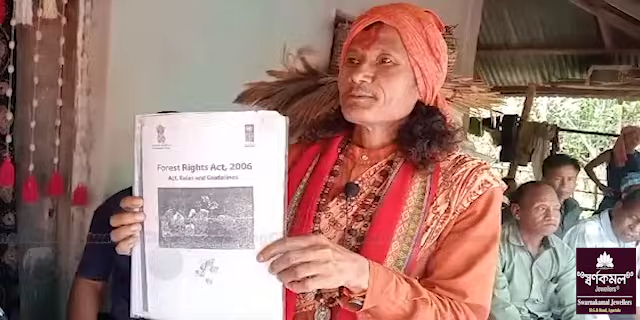 Forest Rights Act, 2006
Act, Rules and Guidelines
স্বর্ণকমল
Jewellers
Swarnakamal Jewellers